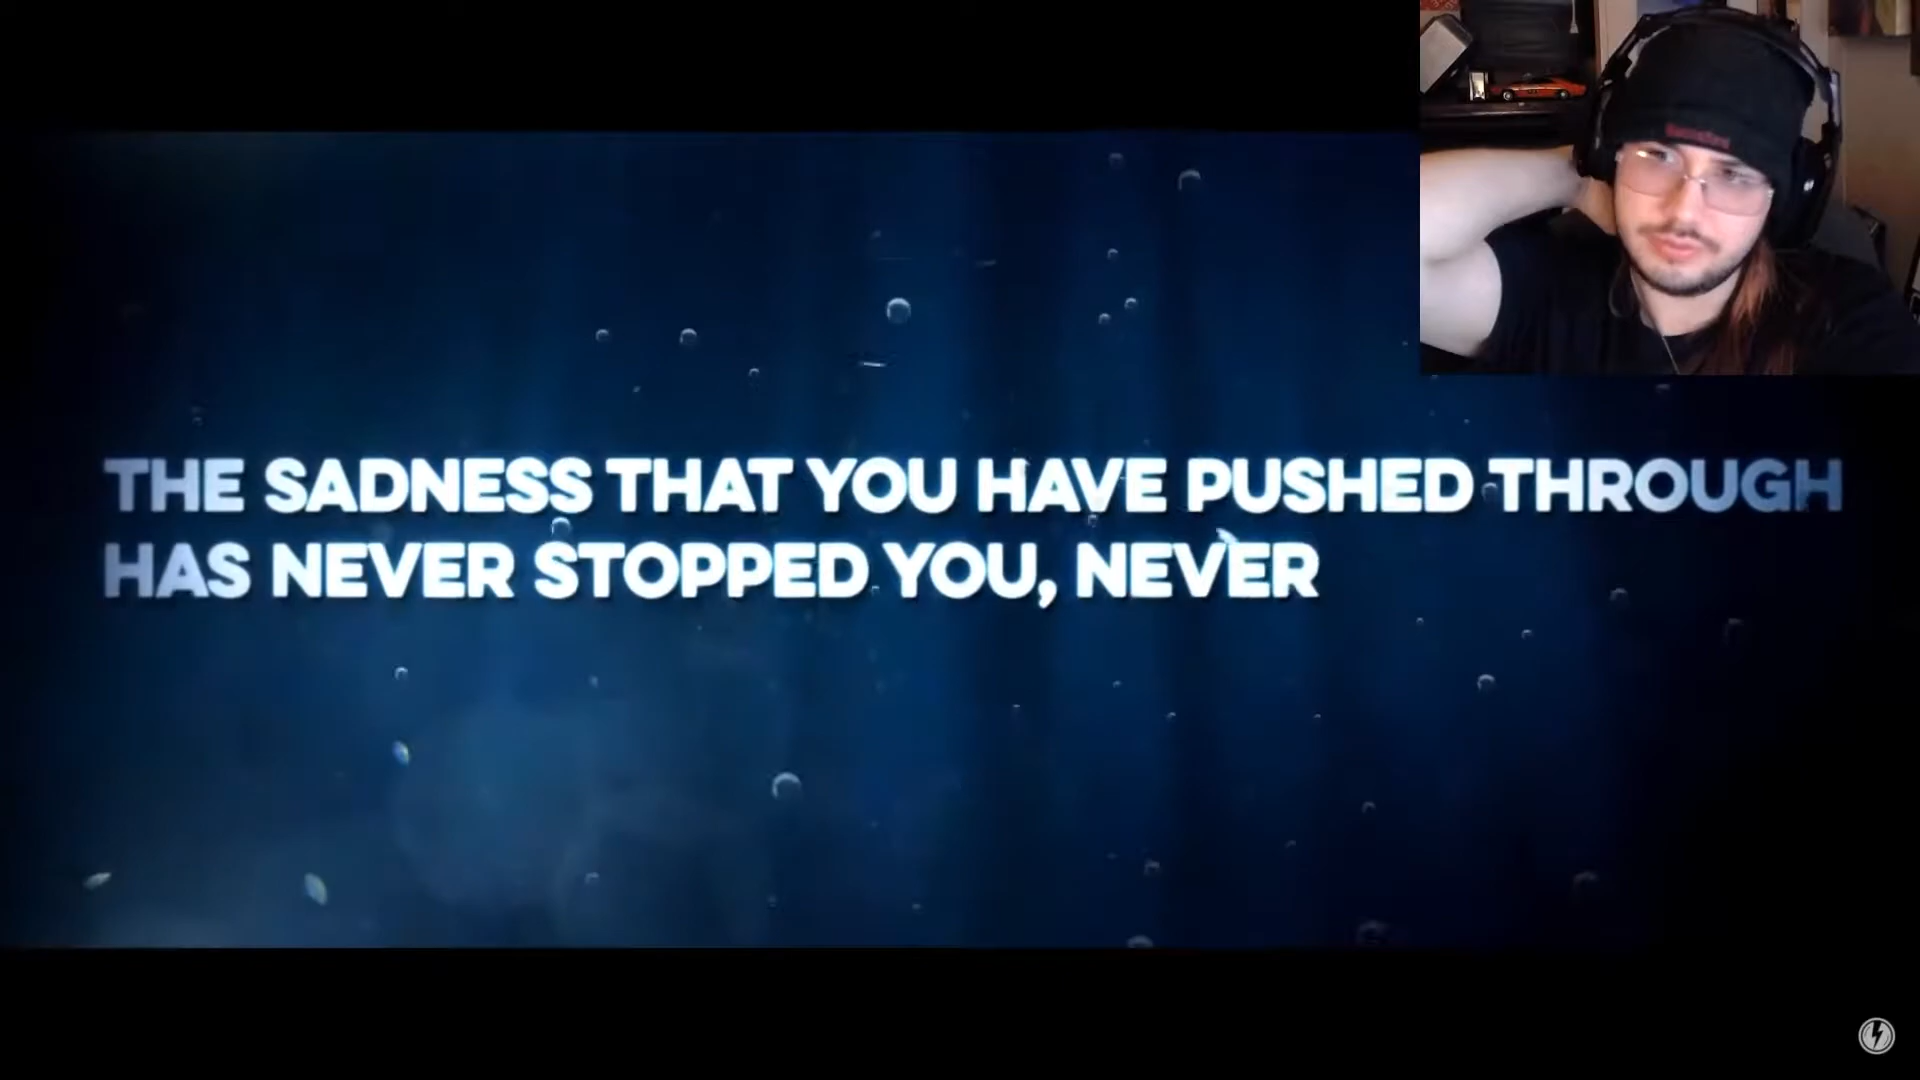 THE SADNESS THAT YOU HAVE PUSHED THROUGH
HAS NEVER STOPPED YOU, NEVER